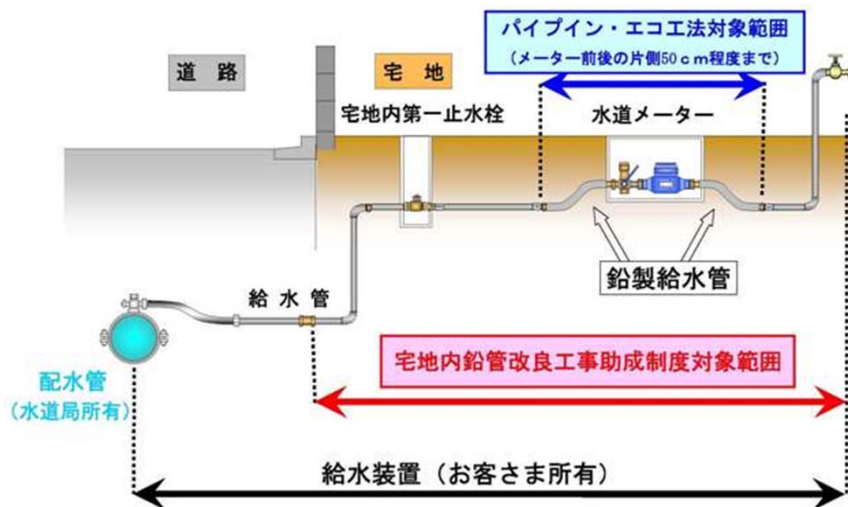 パイプイン・エコ工法対象範囲
(メーター前後の片側50cm程度まで)
道 路
宅 地
宅地内第一止水栓
水道メーター
鉛製給水管
給 水 管
宅地内鉛管改良工事助成制度対象範囲
配水管
(水道局所有)
給水装置(お客さま所有)